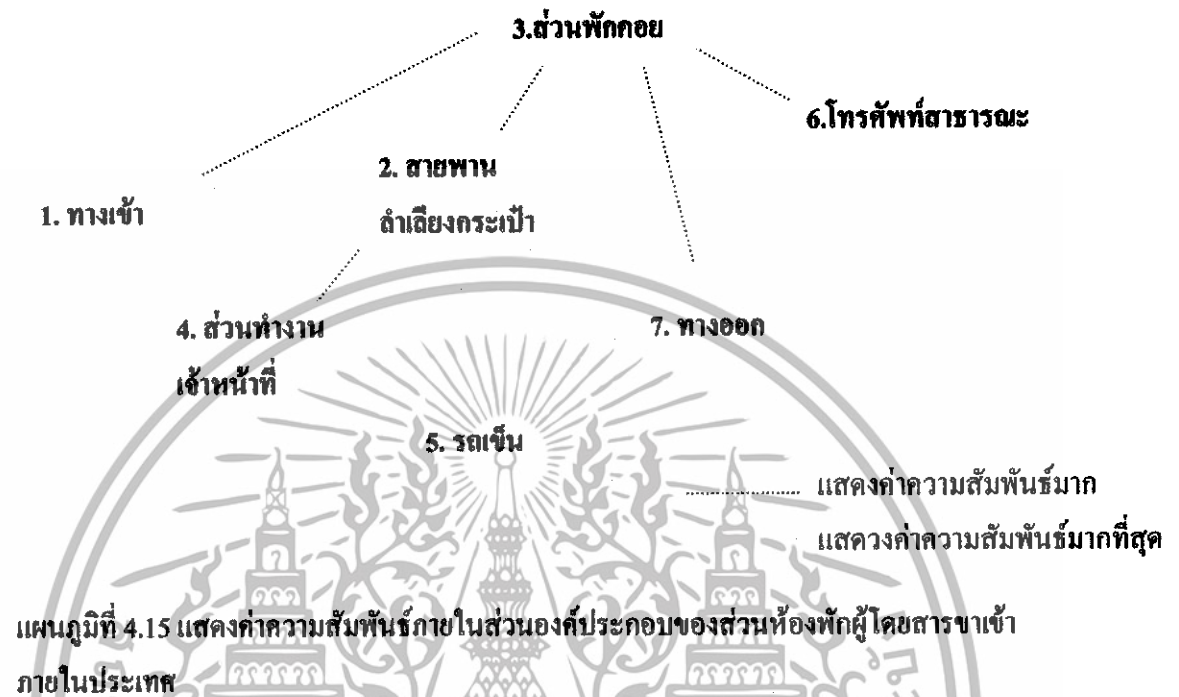 3.ส่วนพักคอย
6.โทรศัพท์สาธารณะ
2. สายพาน
ลำเลียงกระเป๋า
1. ทางเข้า
4. ส่วนทำงาน
เจ้าหน้าที่
7. ทางออก
5. รถเข็น
แสดงค่าความสัมพันธ์มาก
แสดวงค่าความสัมพันธ์มากที่สุด
แผนภูมิที่ 4.15 แสดงค่าความสัมพันธ์ภายในส่วนองค์ประกอบของส่วนห้องพักผู้โดยสารขาเข้า
ภายในประเทศ